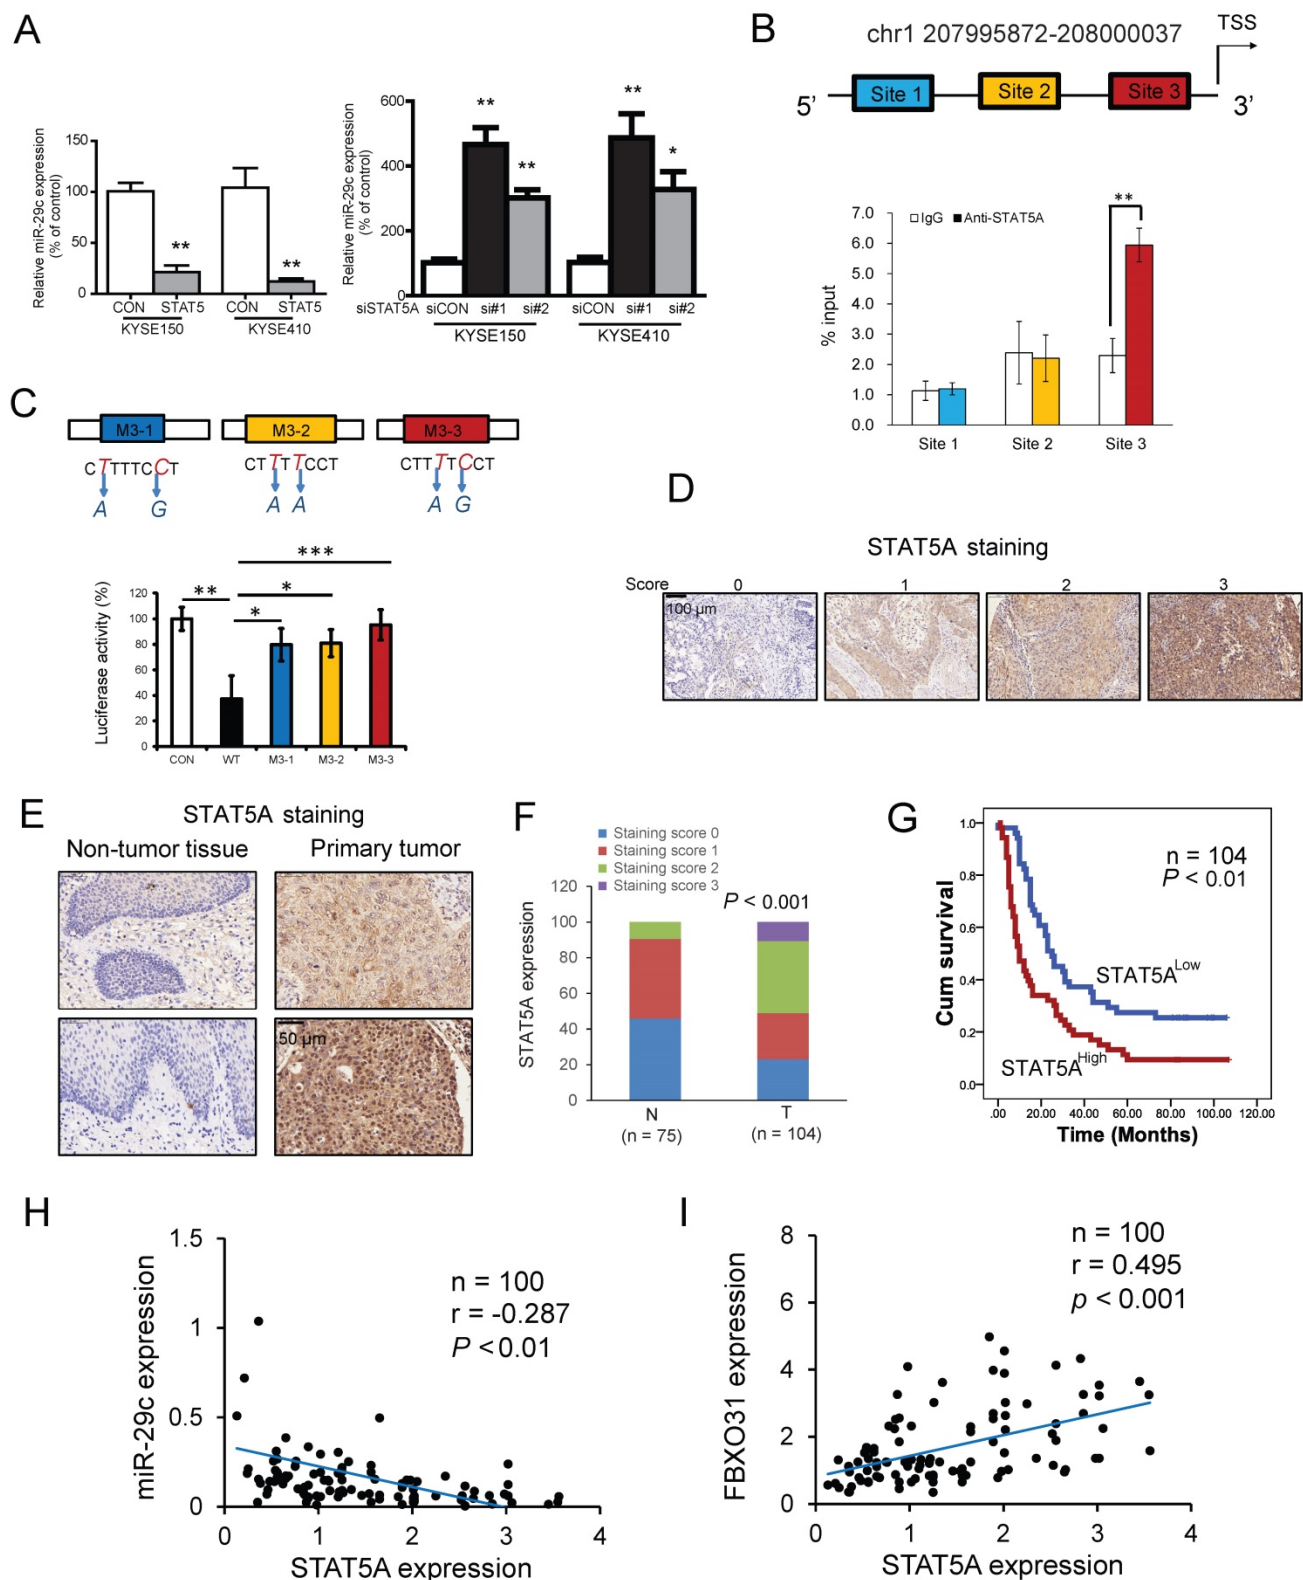 A
Relative miR-29c expression
(% of control)
150
100
50
0
**
**
CON
STAT5
CON
STAT5
KYSE150
KYSE410
Relative miR-29c expression
(% of control)
600
400
200
0
**
**
**
*
siSTAT5A
siCON
si#1
si#2
siCON
si#1
si#2
KYSE150
KYSE410
B
chr1 207995872-208000037
TSS
5’
Site 1
Site 2
Site 3
3’
% input
7.0
6.0
5.0
4.0
3.0
2.0
1.0
0.0
IgG
Anti-STAT5A
**
Site 1
Site 2
Site 3
C
M3-1
M3-2
M3-3
CTTTTCCT
CTTTTCCT
CTTTTCCT
A
G
A
A
A
G
Luciferase activity (%)
120
100
80
60
40
20
0
**
*
*
***
CON
WT
M3-1
M3-2
M3-3
D
STAT5A staining
Score
0
1
2
3
100 µm
E
STAT5A staining
Non-tumor tissue
Primary tumor
50 µm
F
Staining score 0
Staining score 1
Staining score 2
Staining score 3
STAT5A expression
120
100
80
60
40
20
0
P < 0.001
N
(n = 75)
T
(n = 104)
G
Cum survival
1.0
0.8
0.6
0.4
0.2
0.0
n = 104
P < 0.01
STAT5A Low
STAT5A High
.00
20.00
40.00
60.00
80.00
100.00
120.00
Time (Months)
H
miR-29c expression
1.5
1
0.5
0
n = 100
r = -0.287
P < 0.01
0
1
2
3
4
STAT5A expression
I
FBXO31 expression
8
6
4
2
0
n = 100
r = 0.495
p < 0.001
0
1
2
3
4
STAT5A expression